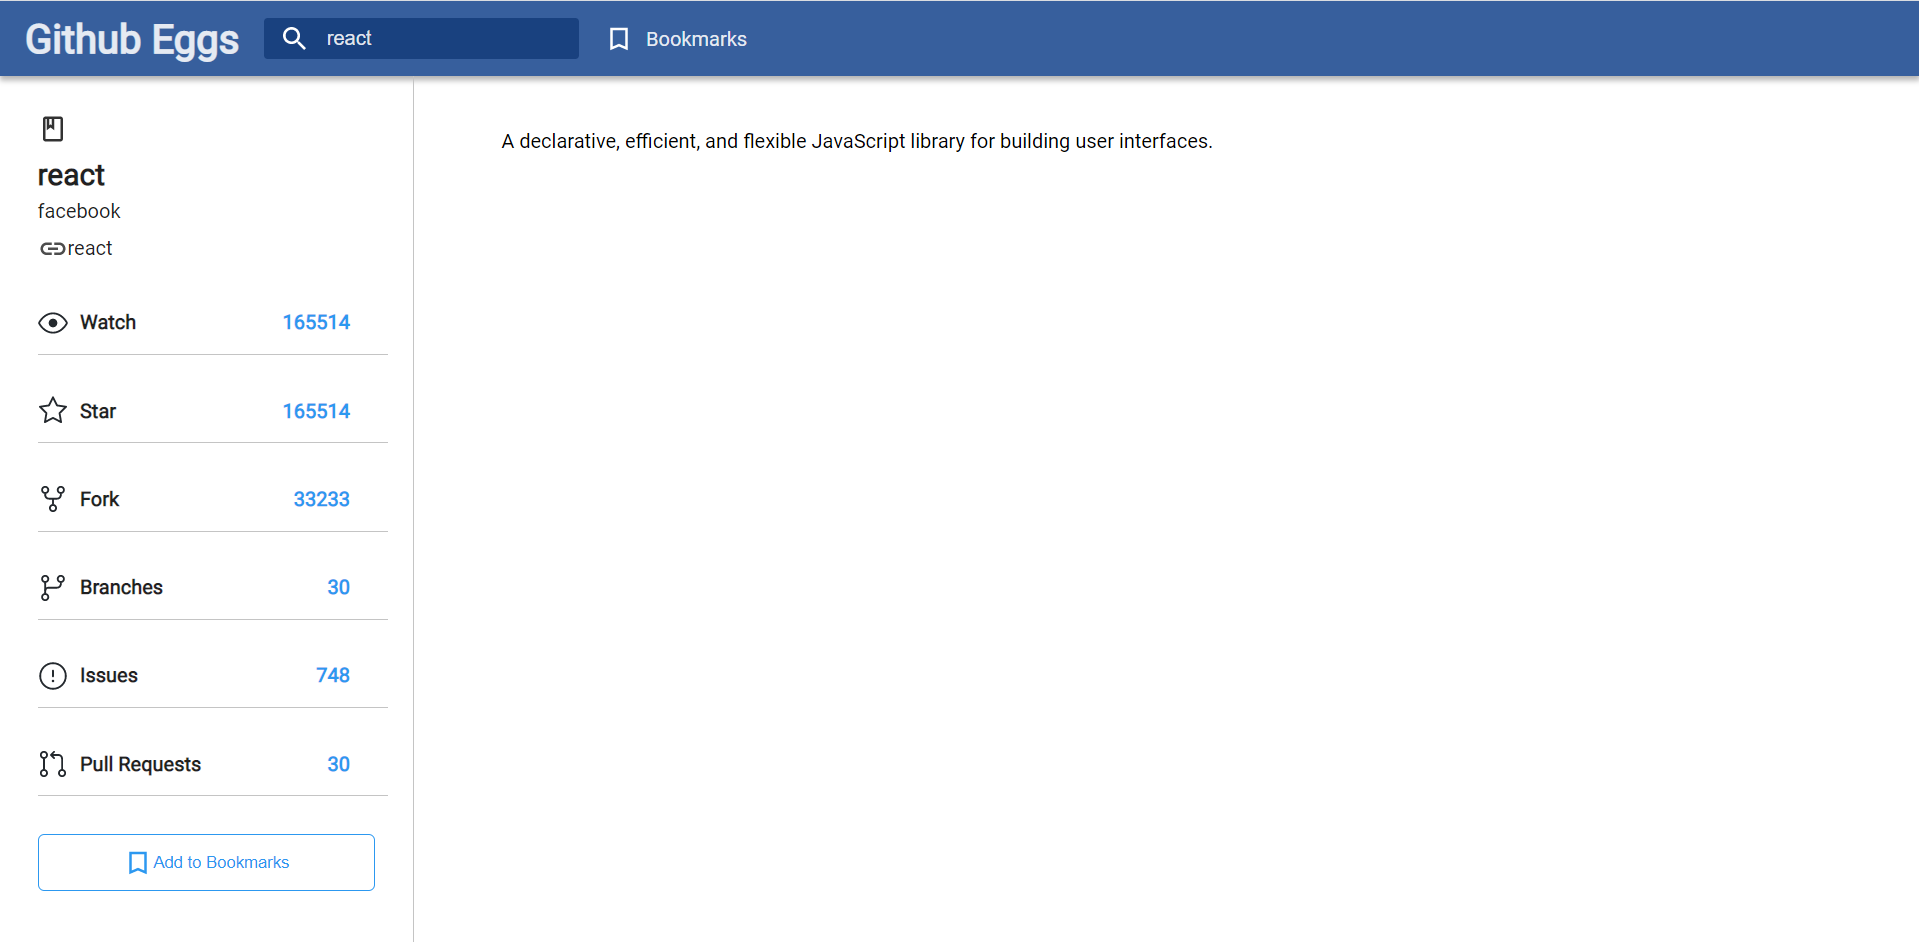 Github Eggs
react
Bookmarks
react
facebook
react
Watch 165514
Star 165514
Fork 33233
Branches 30
Issues 748
Pull Requests 30
Add to Bookmarks
A declarative, efficient, and flexible JavaScript library for building user interfaces.